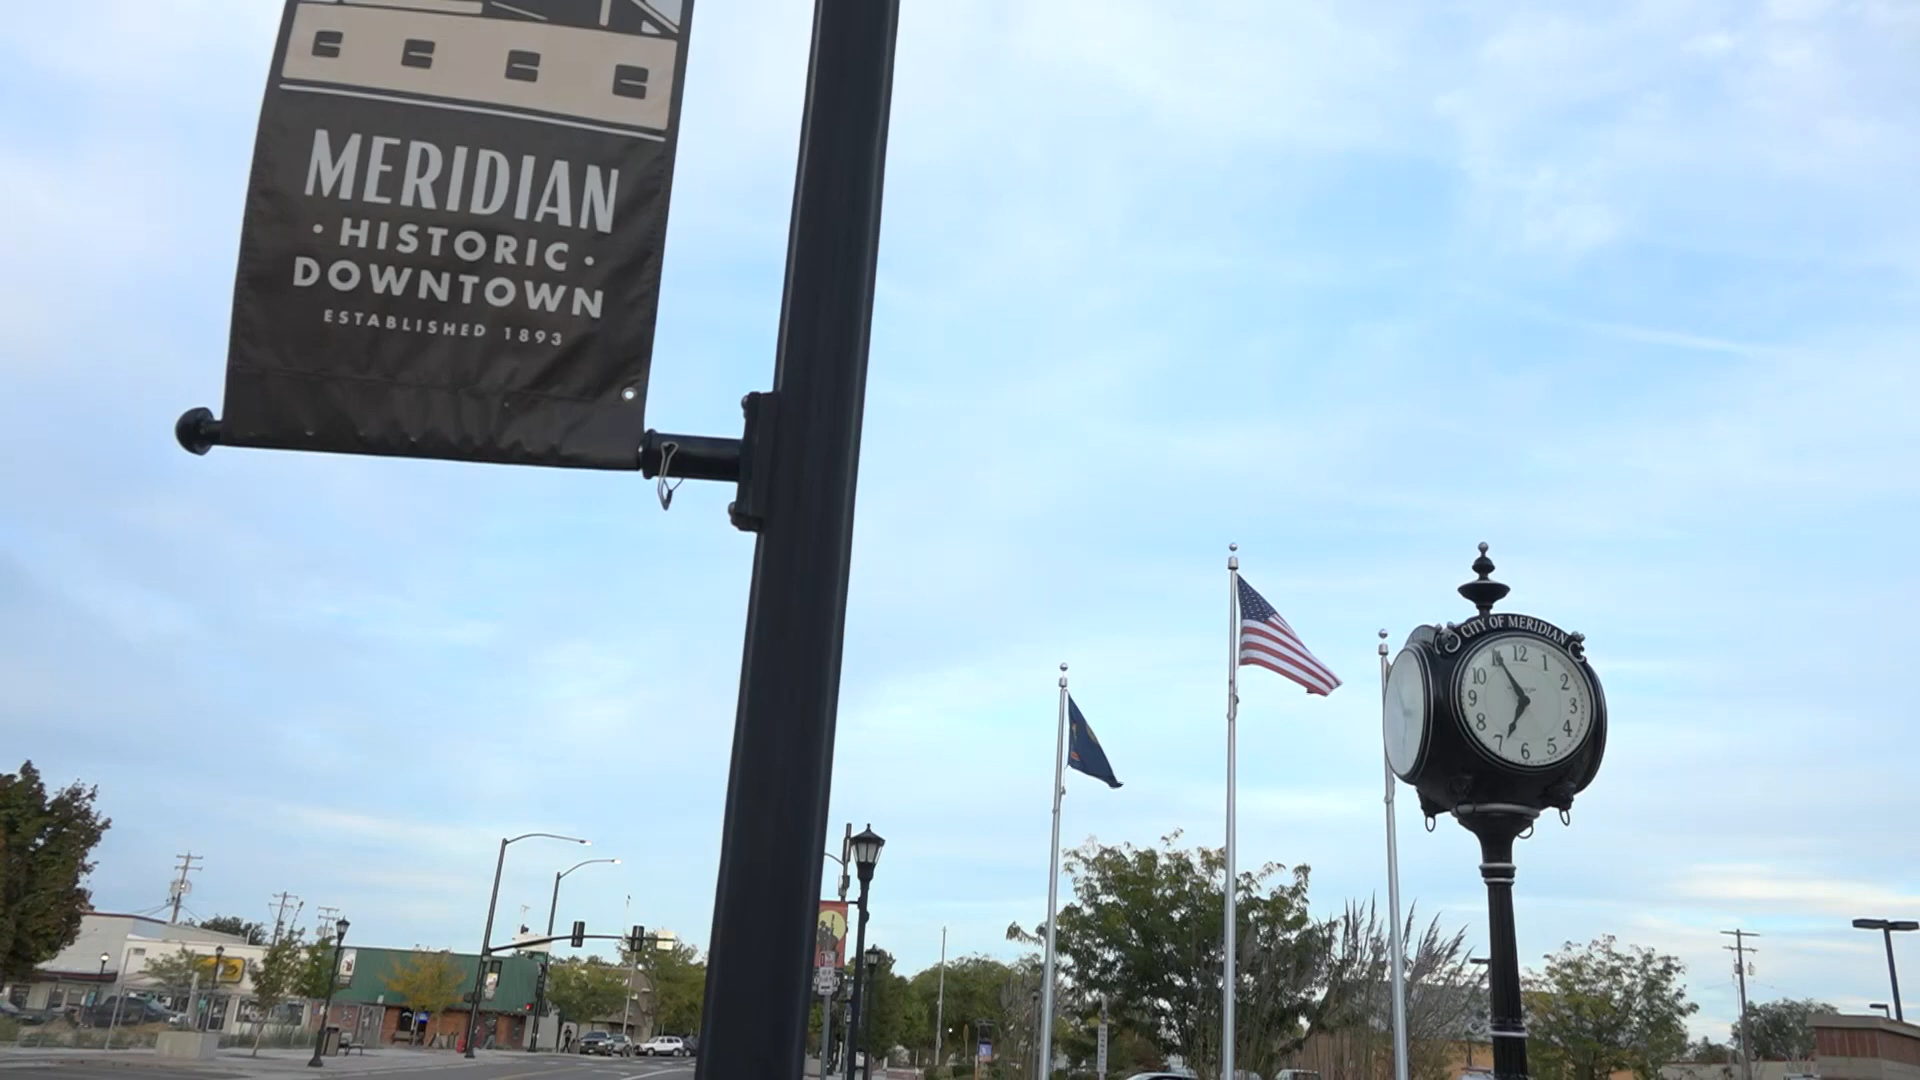 MERIDIAN
· HISTORIC ·
DOWNTOWN
ESTABLISHED 1893
CITY OF MERIDIAN
12
1
2
3
4
5
6
7
8
9
10